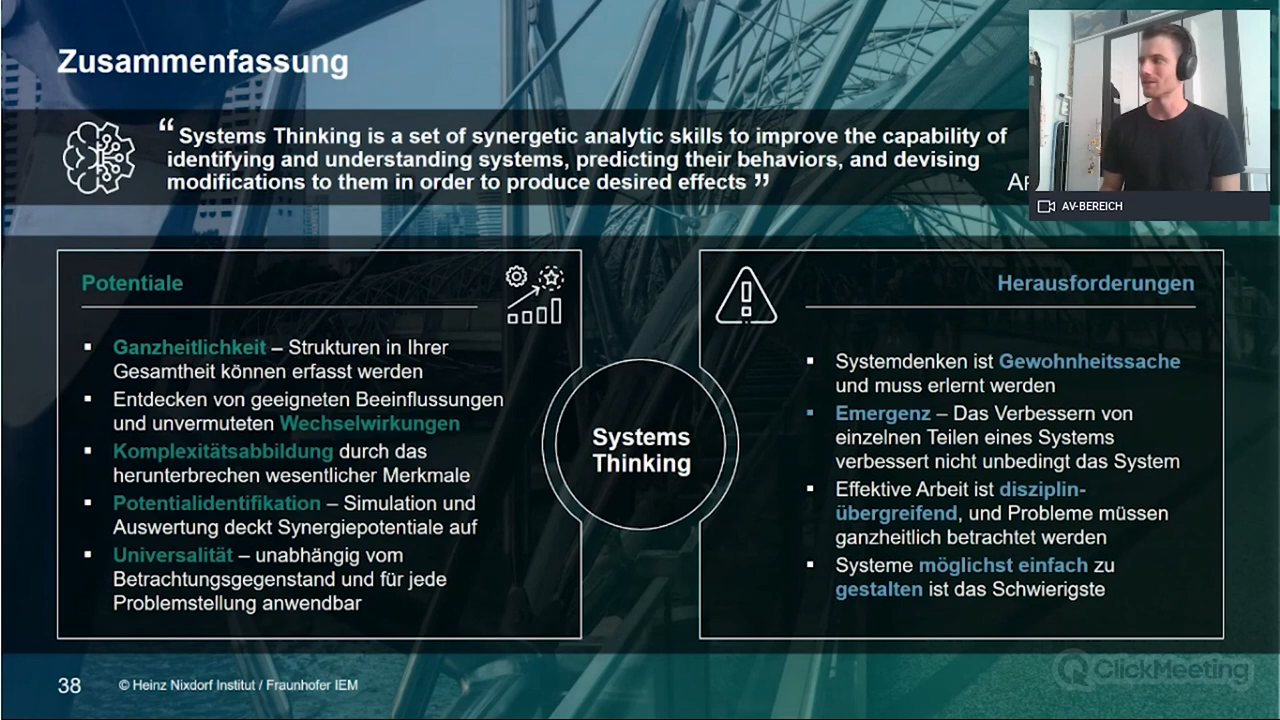 Zusammenfassung
“ Systems Thinking is a set of synergetic analytic skills to improve the capability of
identifying and understanding systems, predicting their behaviors, and devising
modifications to them in order to produce desired effects ”
AV-BEREICH
Potentiale
▪ Ganzheitlichkeit – Strukturen in Ihrer
Gesamtheit können erfasst werden
▪ Entdecken von geeigneten Beeinflussungen
und unvermuteten Wechselwirkungen
▪ Komplexitätsabbildung durch das
herunterbrechen wesentlicher Merkmale
▪ Potentialidentifikation – Simulation und
Auswertung deckt Synergiepotentiale auf
▪ Universalität – unabhängig vom
Betrachtungsgegenstand und für jede
Problemstellung anwendbar
Systems
Thinking
Herausforderungen
▪ Systemdenken ist Gewohnheitssache
und muss erlernt werden
▪ Emergenz – Das Verbessern von
einzelnen Teilen eines Systems
verbessert nicht unbedingt das System
▪ Effektive Arbeit ist disziplin-
übergreifend, und Probleme müssen
ganzheitlich betrachtet werden
▪ Systeme möglichst einfach zu
gestalten ist das Schwierigste
38
© Heinz Nixdorf Institut / Fraunhofer IEM
ClickMeeting